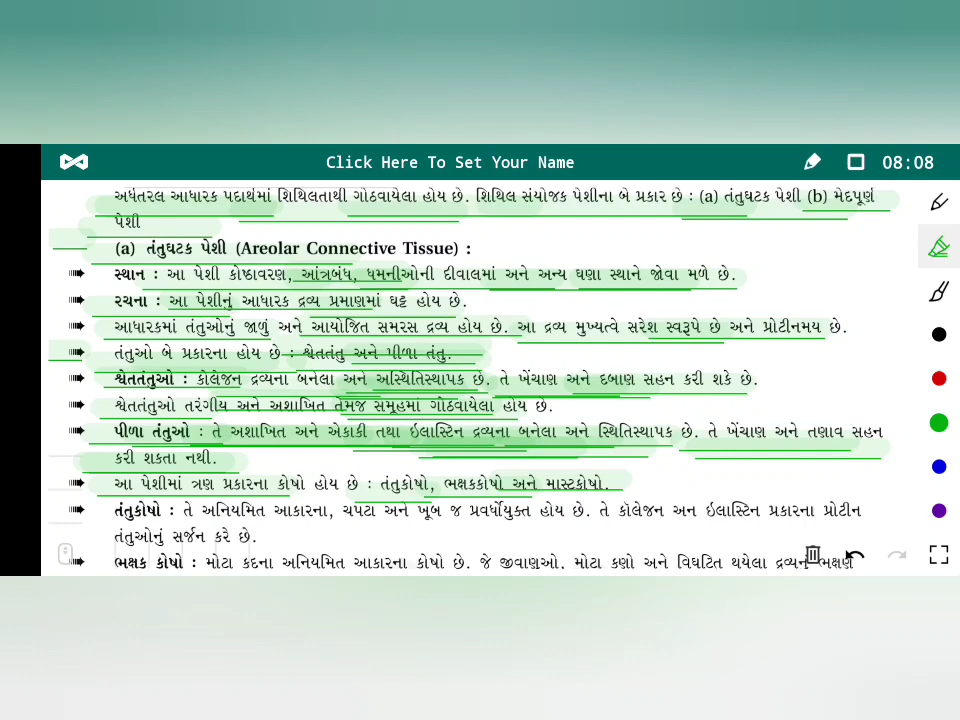 Click Here To Set Your Name
08:08
અર્ધતરલ આધારક પદાર્થમાં શિથિલતાથી ગોઠવાયેલા હોય છે. શિથિલ સંયોજક પેશીના બે પ્રકાર છે : (a) તંતુઘટક પેશી (b) મેદપૂર્ણ
પેશી
(a) તંતુઘટક પેશી (Areolar Connective Tissue) :
➠ સ્થાન : આ પેશી કોષ્ઠાવરણ, આંત્રબંધ, ધમનીઓની દીવાલમાં અને અન્ય ઘણા સ્થાને જોવા મળે છે.
➠ રચના : આ પેશીનું આધારક દ્રવ્ય પ્રમાણમાં ઘટ્ટ હોય છે.
➠ આધારકમાં તંતુઓનું જાળું અને આયોજિત સમરસ દ્રવ્ય હોય છે. આ દ્રવ્ય મુખ્યત્વે સરેશ સ્વરૂપે છે અને પ્રોટીનમય છે.
➠ તંતુઓ બે પ્રકારના હોય છે : શ્વેતતંતુ અને પીળા તંતુ.
➠ શ્વેતતંતુઓ : કોલેજન દ્રવ્યના બનેલા અને અસ્થિતિસ્થાપક છે. તે ખેંચાણ અને દબાણ સહન કરી શકે છે.
➠ શ્વેતતંતુઓ તરંગીય અને અશાખિત તેમજ સમૂહમાં ગોઠવાયેલા હોય છે.
➠ પીળા તંતુઓ : તે અશાખિત અને એકાકી તથા ઇલાસ્ટિન દ્રવ્યના બનેલા અને સ્થિતિસ્થાપક છે. તે ખેંચાણ અને તણાવ સહન
કરી શકતા નથી.
➠ આ પેશીમાં ત્રણ પ્રકારના કોષો હોય છે : તંતુકોષો, ભક્ષકકોષો અને માસ્ટકોષો.
➠ તંતુકોષો : તે અનિયમિત આકારના, ચપટા અને ખૂબ જ પ્રવર્ધોયુક્ત હોય છે. તે કૉલેજન અન ઇલાસ્ટિન પ્રકારના પ્રોટીન
તંતુઓનું સર્જન કરે છે.
➠ ભક્ષક કોષો : મોટા કદના અનિયમિત આકારના કોષો છે. જે જીવાણુઓ, મોટા કણો અને વિઘટિત થયેલા દ્રવ્યનું ભક્ષણ